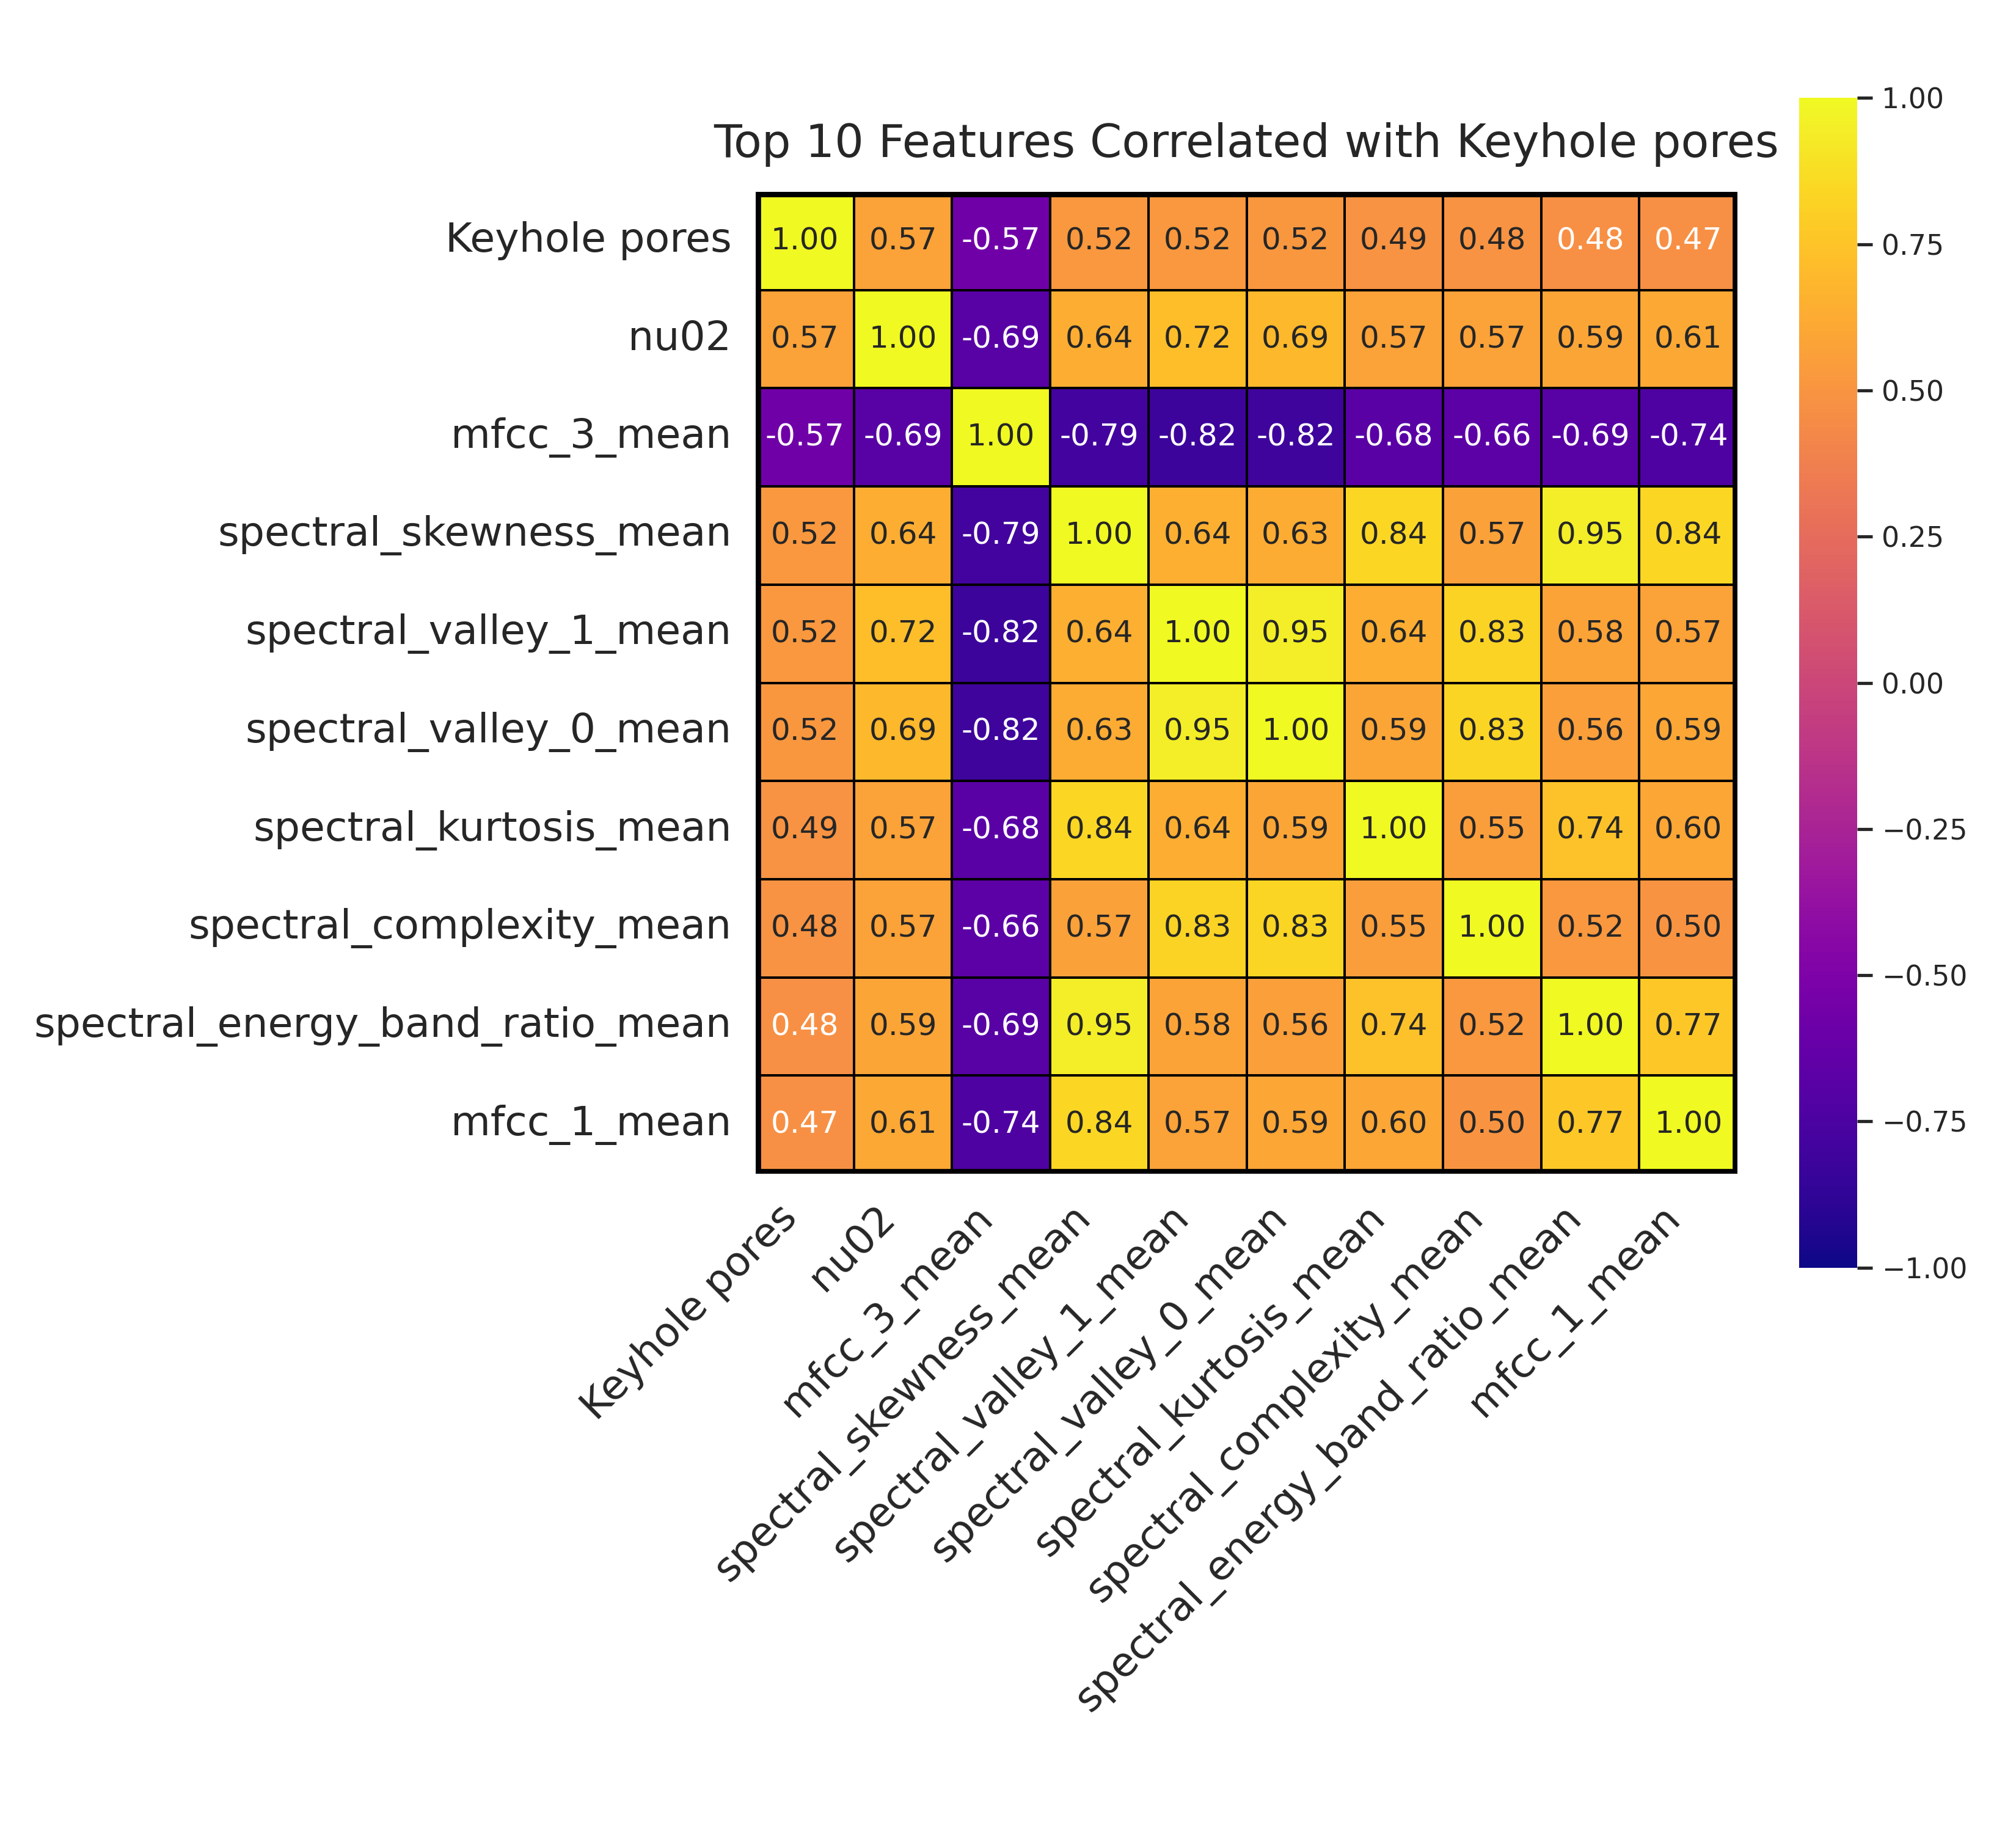 Top 10 Features Correlated with Keyhole pores
Keyhole pores 1.00 0.57 -0.57 0.52 0.52 0.52 0.49 0.48 0.48 0.47
nu02 0.57 1.00 -0.69 0.64 0.72 0.69 0.57 0.57 0.59 0.61
mfcc_3_mean -0.57 -0.69 1.00 -0.79 -0.82 -0.82 -0.68 -0.66 -0.69 -0.74
spectral_skewness_mean 0.52 0.64 -0.79 1.00 0.64 0.63 0.84 0.57 0.95 0.84
spectral_valley_1_mean 0.52 0.72 -0.82 0.64 1.00 0.95 0.64 0.83 0.58 0.57
spectral_valley_0_mean 0.52 0.69 -0.82 0.63 0.95 1.00 0.59 0.83 0.56 0.59
spectral_kurtosis_mean 0.49 0.57 -0.68 0.84 0.64 0.59 1.00 0.55 0.74 0.60
spectral_complexity_mean 0.48 0.57 -0.66 0.57 0.83 0.83 0.55 1.00 0.52 0.50
spectral_energy_band_ratio_mean 0.48 0.59 -0.69 0.95 0.58 0.56 0.74 0.52 1.00 0.77
mfcc_1_mean 0.47 0.61 -0.74 0.84 0.57 0.59 0.60 0.50 0.77 1.00
Keyhole pores
nu02
mfcc_3_mean
spectral_skewness_mean
spectral_valley_1_mean
spectral_valley_0_mean
spectral_kurtosis_mean
spectral_complexity_mean
spectral_energy_band_ratio_mean
mfcc_1_mean
1.00
0.75
0.50
0.25
0.00
−0.25
−0.50
−0.75
−1.00